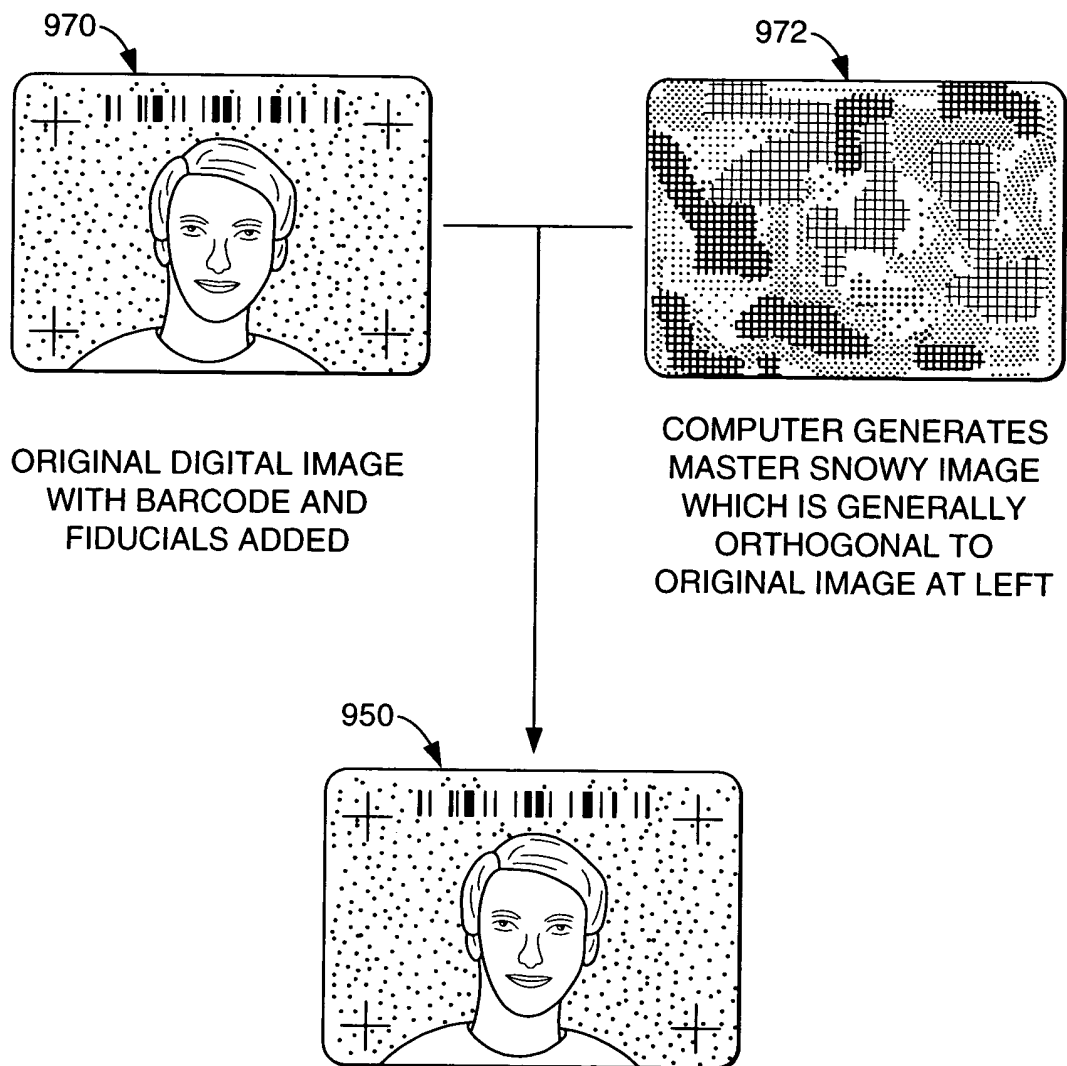 970
972
ORIGINAL DIGITAL IMAGE
WITH BARCODE AND
FIDUCIALS ADDED
COMPUTER GENERATES
MASTER SNOWY IMAGE
WHICH IS GENERALLY
ORTHOGONAL TO
ORIGINAL IMAGE AT LEFT
950